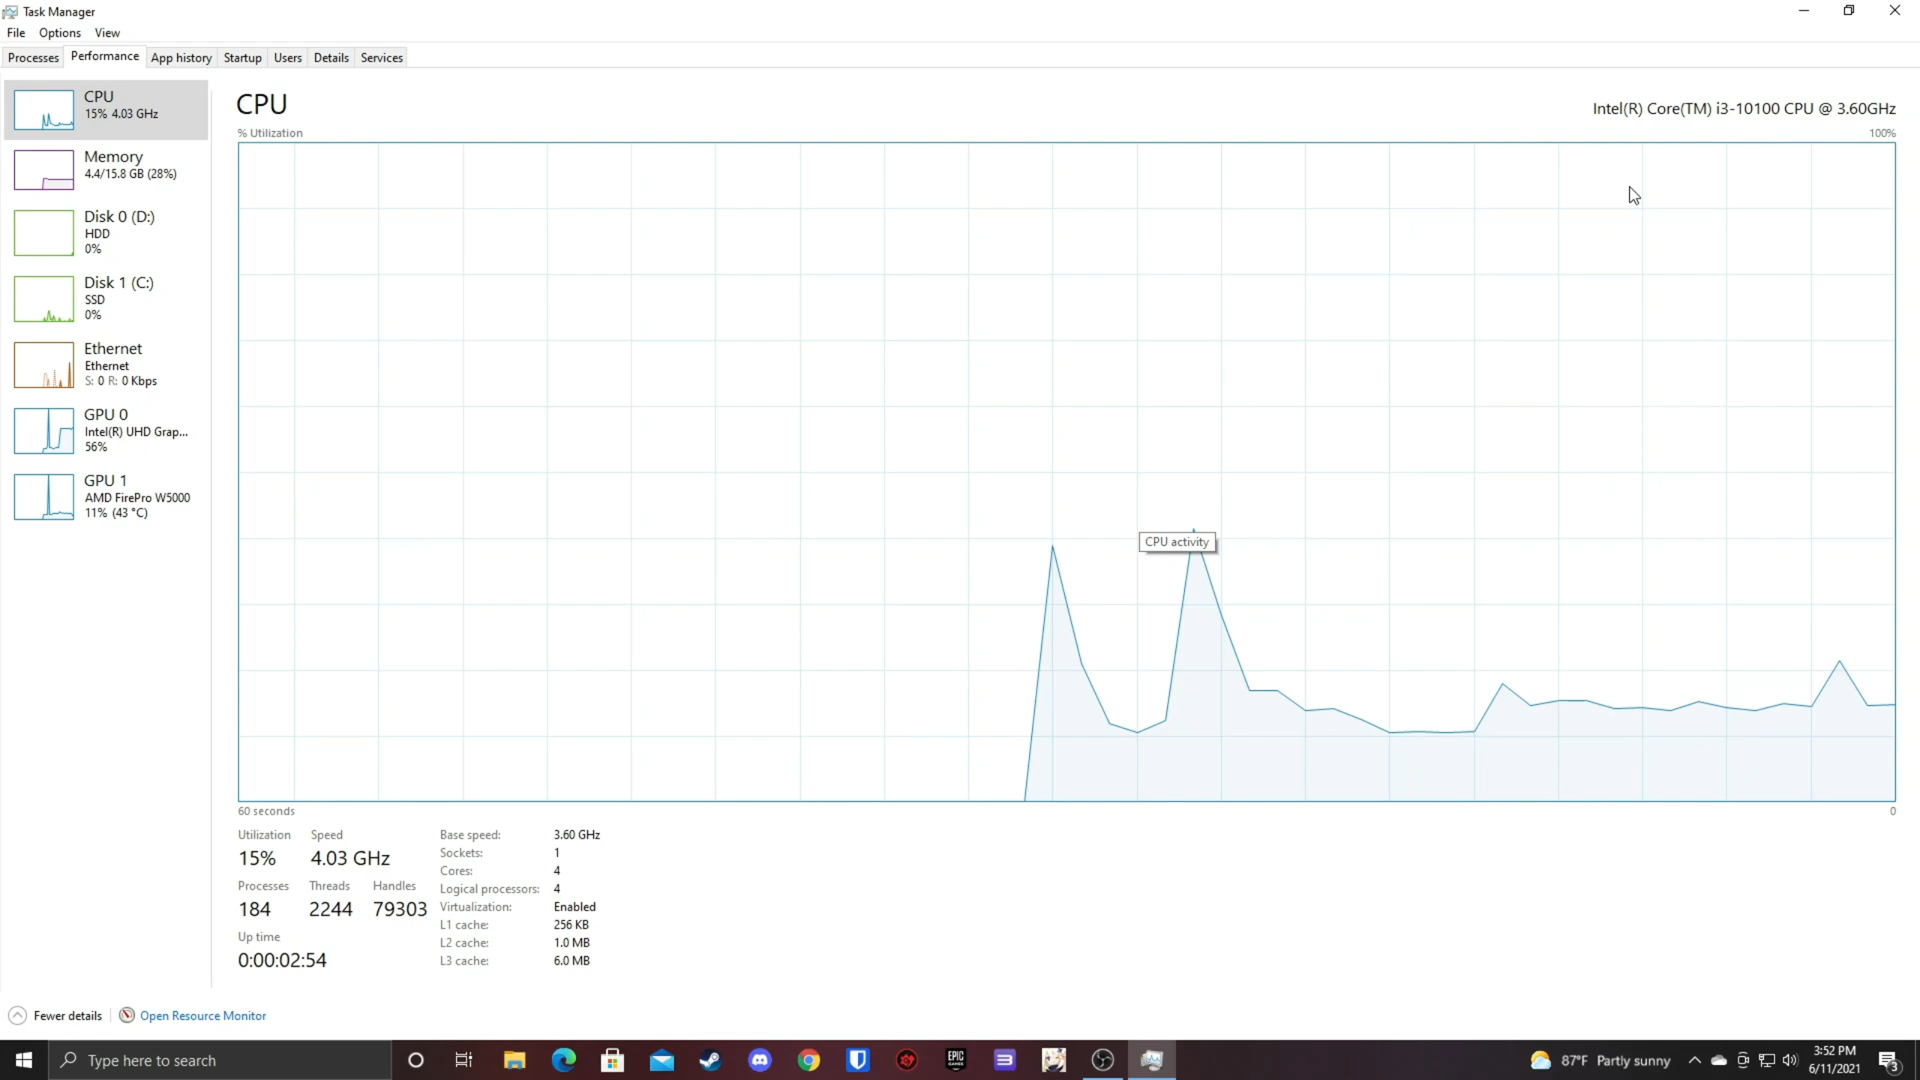 Task Manager
File Options View
Processes Performance App history Startup Users Details Services
CPU
15% 4.03 GHz
Memory
4.4/15.8 GB (28%)
Disk 0 (D:)
HDD
0%
Disk 1 (C:)
SSD
0%
Ethernet
Ethernet
S: 0 R: 0 Kbps
GPU 0
Intel(R) UHD Grap...
56%
GPU 1
AMD FirePro W5000
11% (43 °C)
CPU
Intel(R) Core(TM) i3-10100 CPU @ 3.60GHz
% Utilization
100%
CPU activity
60 seconds
0
Utilization Speed
15% 4.03 GHz
Processes Threads Handles
184 2244 79303
Up time
0:00:02:54
Base speed: 3.60 GHz
Sockets: 1
Cores: 4
Logical processors: 4
Virtualization: Enabled
L1 cache: 256 KB
L2 cache: 1.0 MB
L3 cache: 6.0 MB
Fewer details
Open Resource Monitor
Type here to search
EPIC
GAMES
87°F Partly sunny
3:52 PM
6/11/2021
3